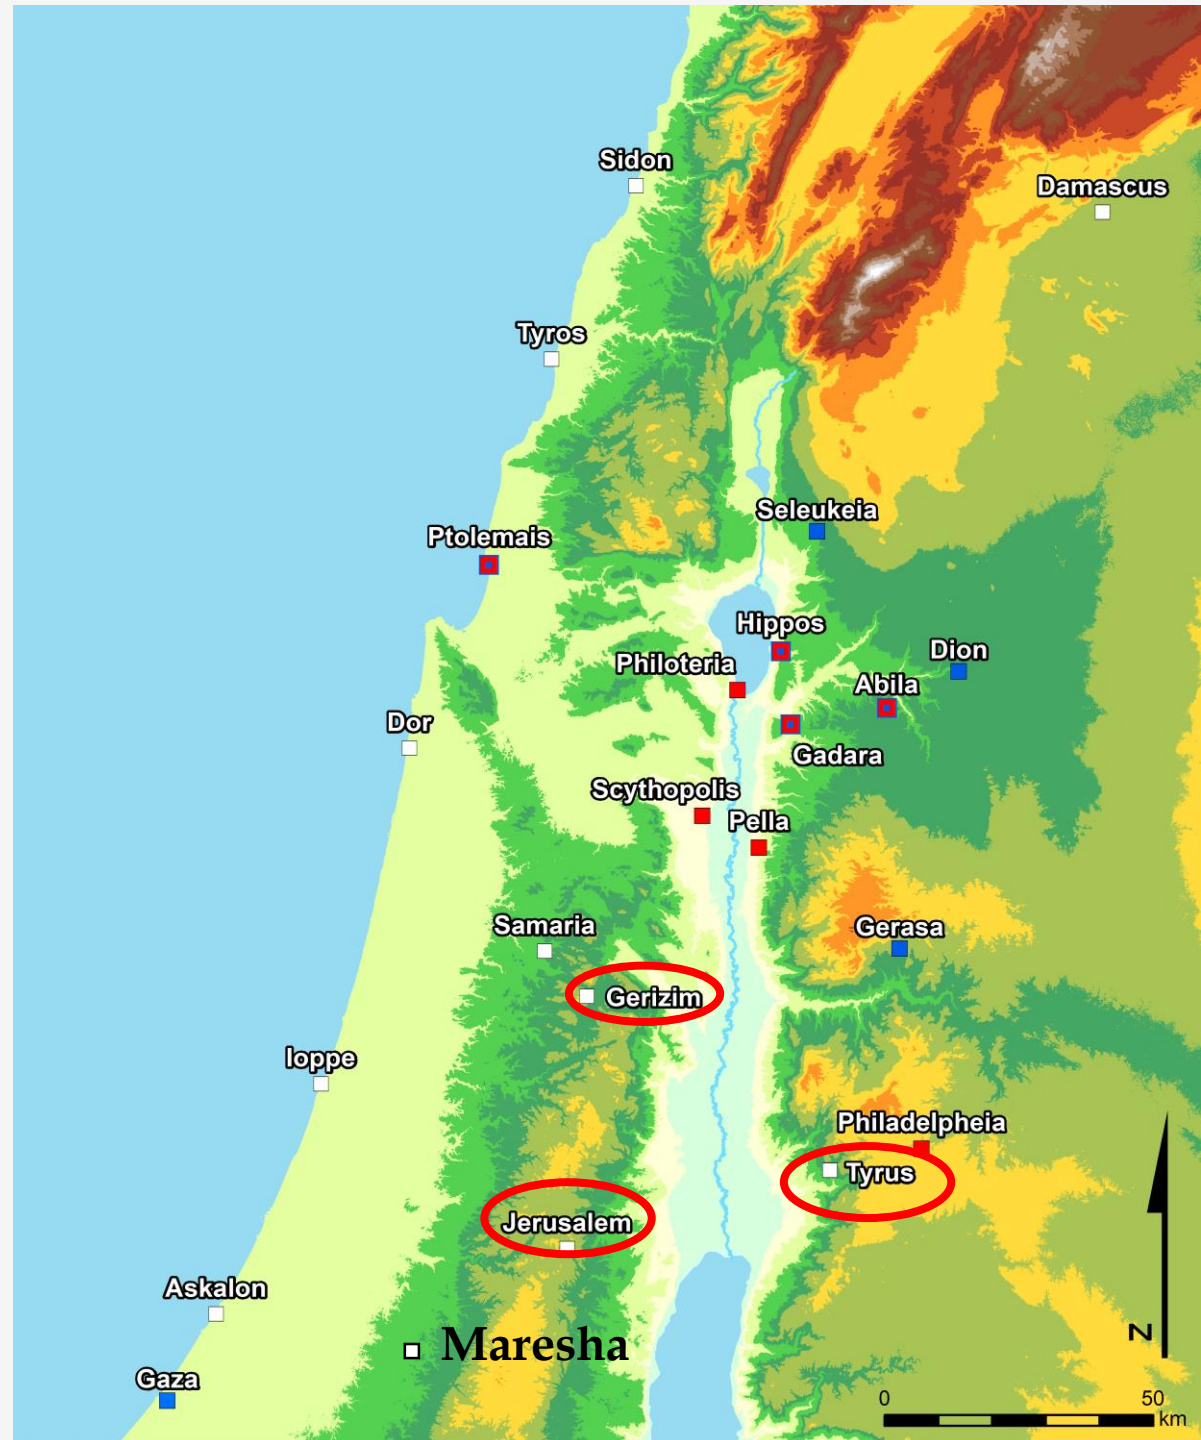 Sidon
Damascus
Tyros
Seleukeia
Ptolemais
Hippos
Dion
Philoteria
Abila
Dor
Gadara
Scythopolis
Pella
Samaria
Gerasa
Gerizim
Ioppe
Philadelpheia
Tyrus
Jerusalem
Askalon
Maresha
N
Gaza
0 50
km